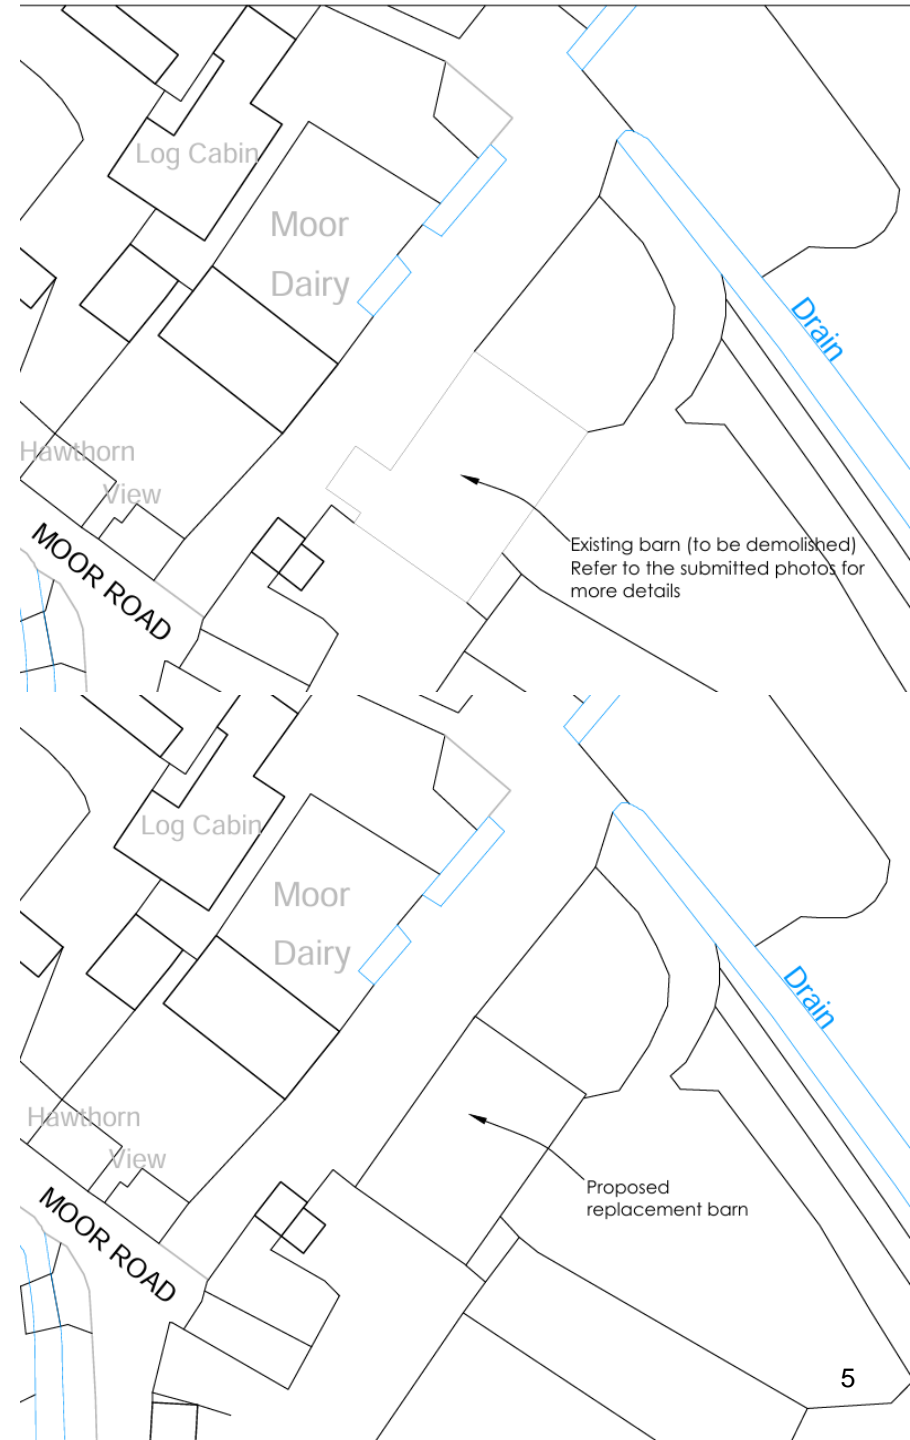 Log Cabin
Moor
Dairy
Drain
Hawthorn
View
MOOR ROAD
Existing barn (to be demolished)
Refer to the submitted photos for
more details
Log Cabin
Moor
Dairy
Drain
Hawthorn
View
MOOR ROAD
Proposed
replacement barn
5